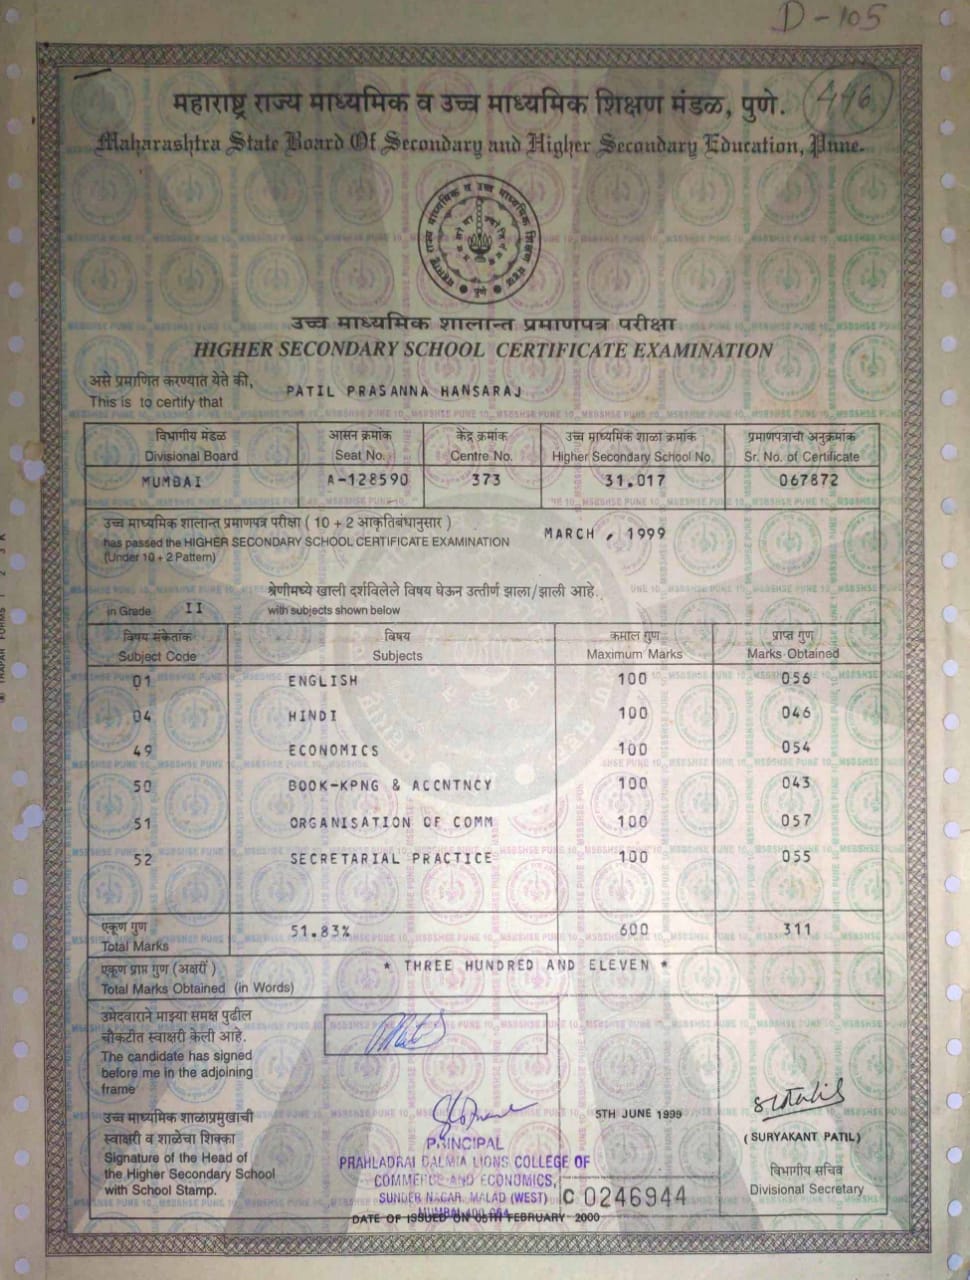 D-105
446
महाराष्ट्र राज्य माध्यमिक व उच्च माध्यमिक शिक्षण मंडळ, पुणे.
Maharashtra State Board Of Secondary and Higher Secondary Education, Pune.
उच्च माध्यमिक शालान्त प्रमाणपत्र परीक्षा
HIGHER SECONDARY SCHOOL CERTIFICATE EXAMINATION
असे प्रमाणित करण्यात येते की,
This is to certify that PATIL PRASANNA HANSARAJ
विभागीय मंडळ आसन क्रमांक केंद्र क्रमांक उच्च माध्यमिक शाळा क्रमांक प्रमाणपत्राची अनुक्रमांक
Divisional Board Seat No. Centre No. Higher Secondary School No. Sr. No. of Certificate
MUMBAI A-128590 373 31.017 067872
उच्च माध्यमिक शालान्त प्रमाणपत्र परीक्षा ( 10 + 2 आकृतिबंधानुसार )
has passed the HIGHER SECONDARY SCHOOL CERTIFICATE EXAMINATION MARCH , 1999
(Under 10 + 2 Pattern)
श्रेणीमध्ये खाली दर्शविलेले विषय घेऊन उत्तीर्ण झाला/झाली आहे.
in Grade II with subjects shown below
विषय संकेतांक विषय कमाल गुण प्राप्त गुण
Subject Code Subjects Maximum Marks Marks Obtained
01 ENGLISH 100 056
04 HINDI 100 046
49 ECONOMICS 100 054
50 BOOK-KPNG & ACCNTNCY 100 043
51 ORGANISATION OF COMM 100 057
52 SECRETARIAL PRACTICE 100 055
एकूण गुण
Total Marks 51.83% 600 311
एकूण प्राप्त गुण (अक्षरी)
Total Marks Obtained (in Words) * THREE HUNDRED AND ELEVEN *
उमेदवाराने माझ्या समक्ष पुढील
चौकटीत स्वाक्षरी केली आहे.
The candidate has signed
before me in the adjoining
frame
उच्च माध्यमिक शाळाप्रमुखाची
स्वाक्षरी व शाळेचा शिक्का
Signature of the Head of
the Higher Secondary School
with School Stamp.
PRINCIPAL
PRAHLADRAI DALMIA LIONS COLLEGE OF
COMMERCE AND ECONOMICS,
SUNDER NAGAR, MALAD (WEST)
MUMBAI-400 064.
5TH JUNE 1999
C 0246944
(SURYAKANT PATIL)
विभागीय सचिव
Divisional Secretary
DATE OF ISSUED ON 05TH FEBRUARY 2000